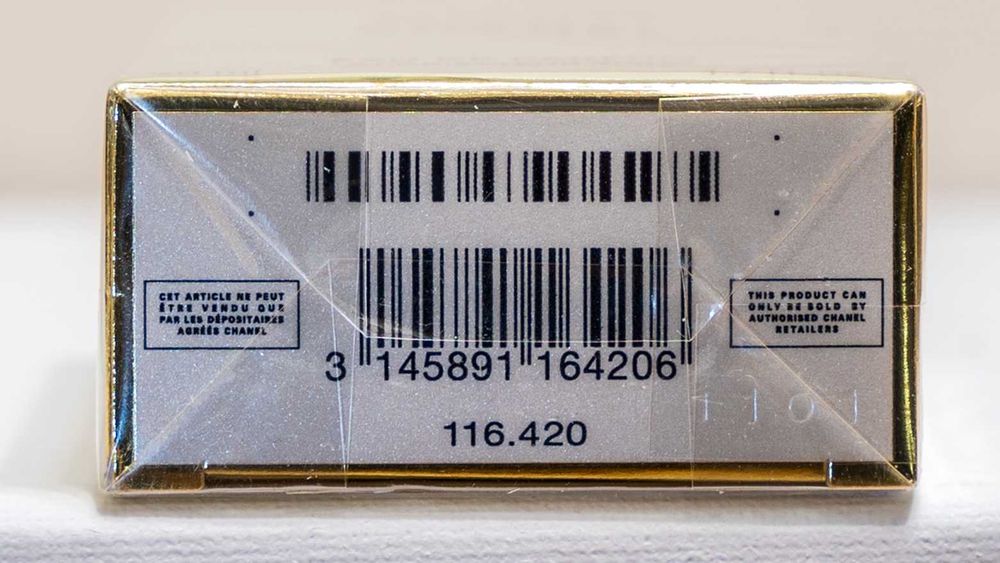 CET ARTICLE NE PEUT
ÊTRE VENDU QUE
PAR LES DÉPOSITAIRES
AGRÉÉS CHANEL
THIS PRODUCT CAN
ONLY BE SOLD BY
AUTHORISED CHANEL
RETAILERS
3 145891 164206
116.420